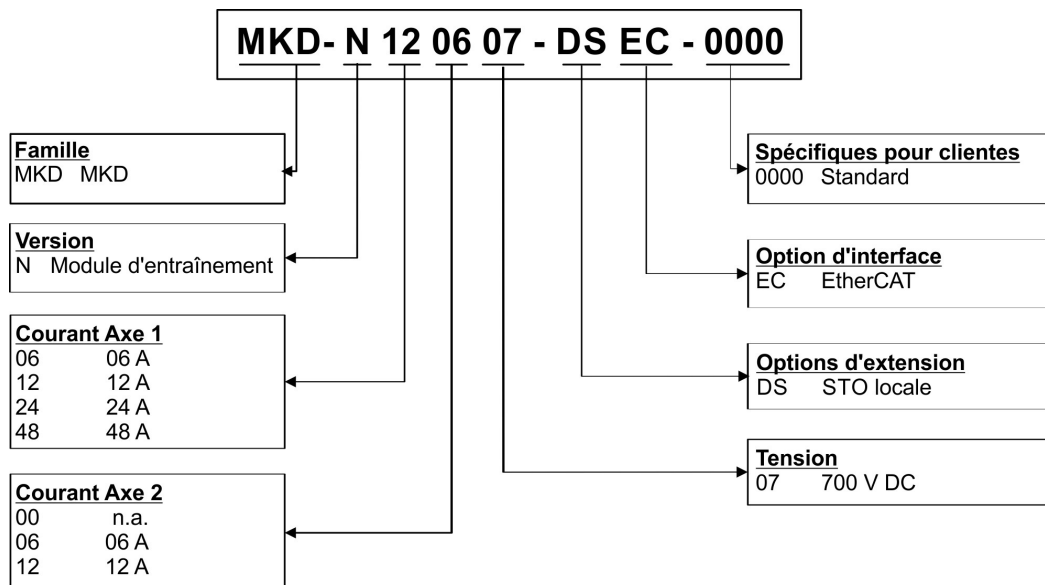 MKD- N 12 06 07 - DS EC - 0000
Famille
MKD MKD
Version
N Module d'entraînement
Courant Axe 1
06 06 A
12 12 A
24 24 A
48 48 A
Courant Axe 2
00 n.a.
06 06 A
12 12 A
Spécifiques pour clientes
0000 Standard
Option d'interface
EC EtherCAT
Options d'extension
DS STO locale
Tension
07 700 V DC